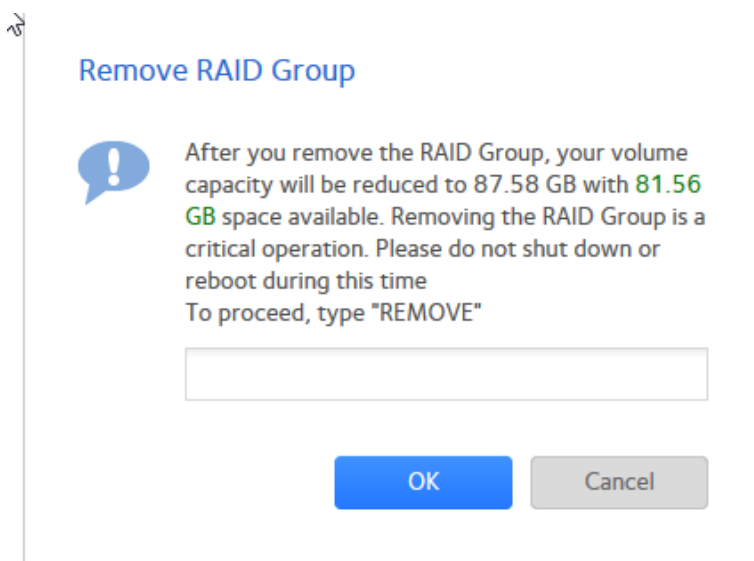 Remove RAID Group
After you remove the RAID Group, your volume
capacity will be reduced to 87.58 GB with 81.56
GB space available. Removing the RAID Group is a
critical operation. Please do not shut down or
reboot during this time
To proceed, type "REMOVE"
OK
Cancel